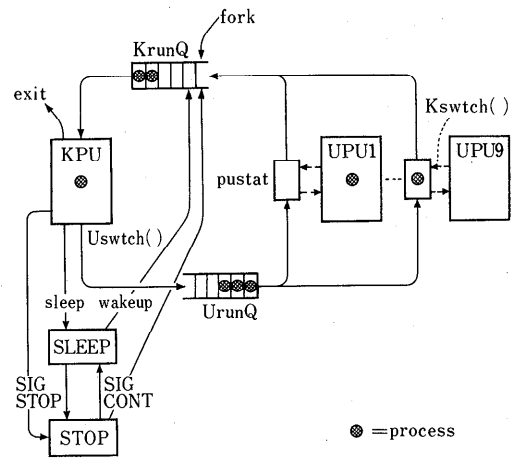 fork
KrunQ
exit
Kswtch( )
KPU
UPU1
UPU9
pustat
Uswtch( )
sleep
wakeup
UrunQ
SLEEP
SIG
STOP
SIG
CONT
STOP
=process